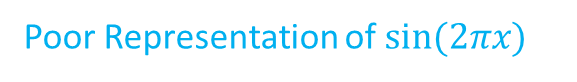 Poor Representation of sin(2πx)